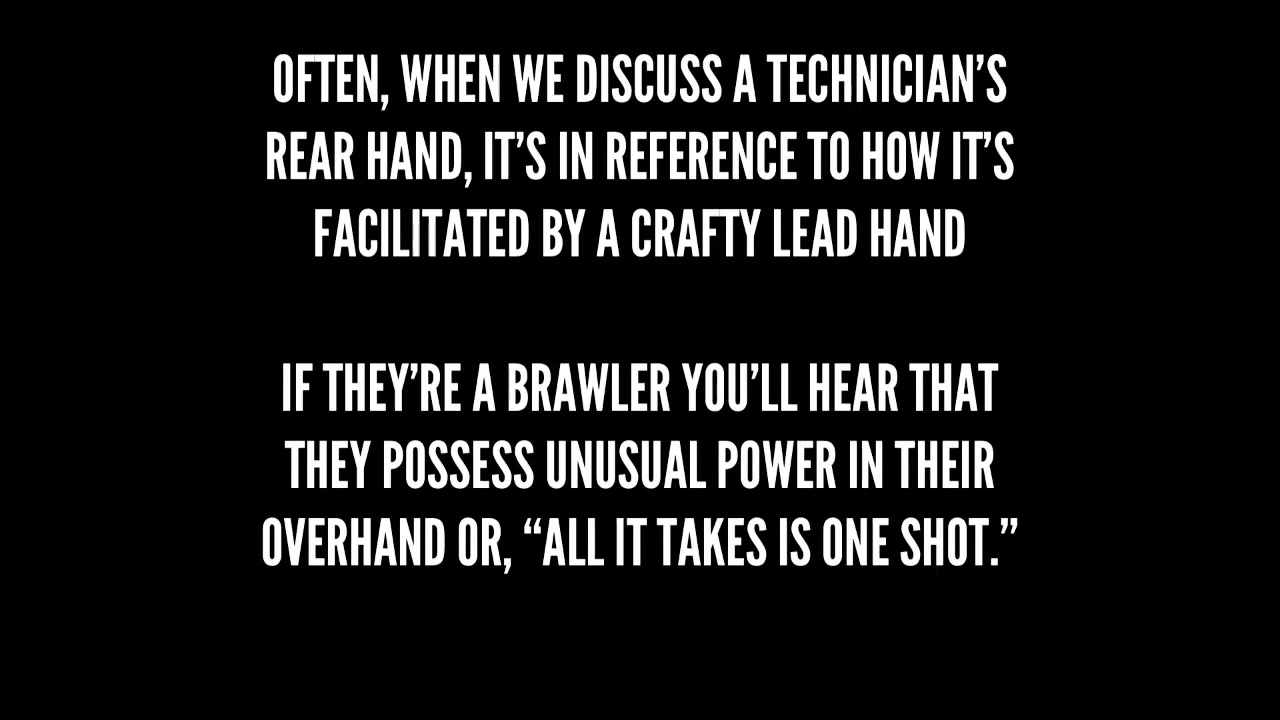 OFTEN, WHEN WE DISCUSS A TECHNICIAN’S
REAR HAND, IT’S IN REFERENCE TO HOW IT’S
FACILITATED BY A CRAFTY LEAD HAND
IF THEY’RE A BRAWLER YOU’LL HEAR THAT
THEY POSSESS UNUSUAL POWER IN THEIR
OVERHAND OR, “ALL IT TAKES IS ONE SHOT.”